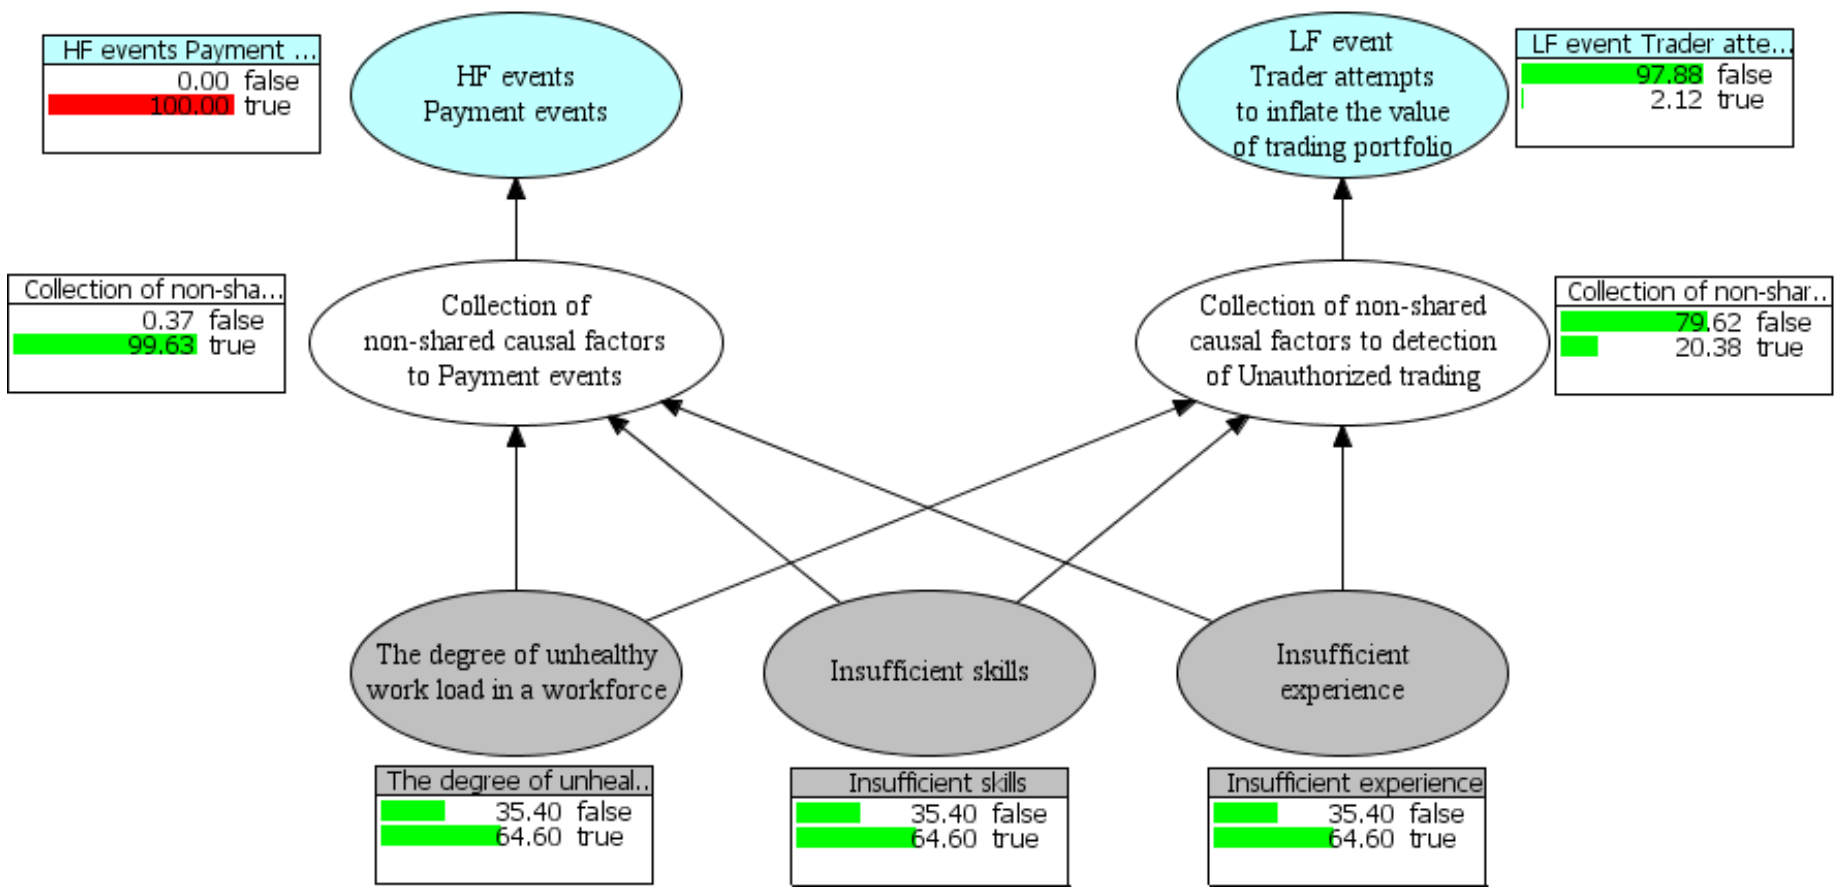 HF events Payment ...
0.00 false
100.00 true
HF events
Payment events
LF event
Trader attempts
to inflate the value
of trading portfolio
LF event Trader atte...
97.88 false
2.12 true
Collection of non-sha...
0.37 false
99.63 true
Collection of
non-shared causal factors
to Payment events
Collection of non-shared
causal factors to detection
of Unauthorized trading
Collection of non-shar..
79.62 false
20.38 true
The degree of unhealthy
work load in a workforce
Insufficient skills
Insufficient
experience
The degree of unheal..
35.40 false
64.60 true
Insufficient skills
35.40 false
64.60 true
Insufficient experience
35.40 false
64.60 true